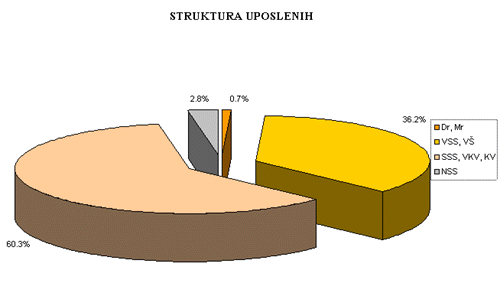 STRUKTURA UPOSLENIH
2.8%
0.7%
36.2%
60.3%
Dr, Mr
VSS, VŠ
SSS, VKV, KV
NSS